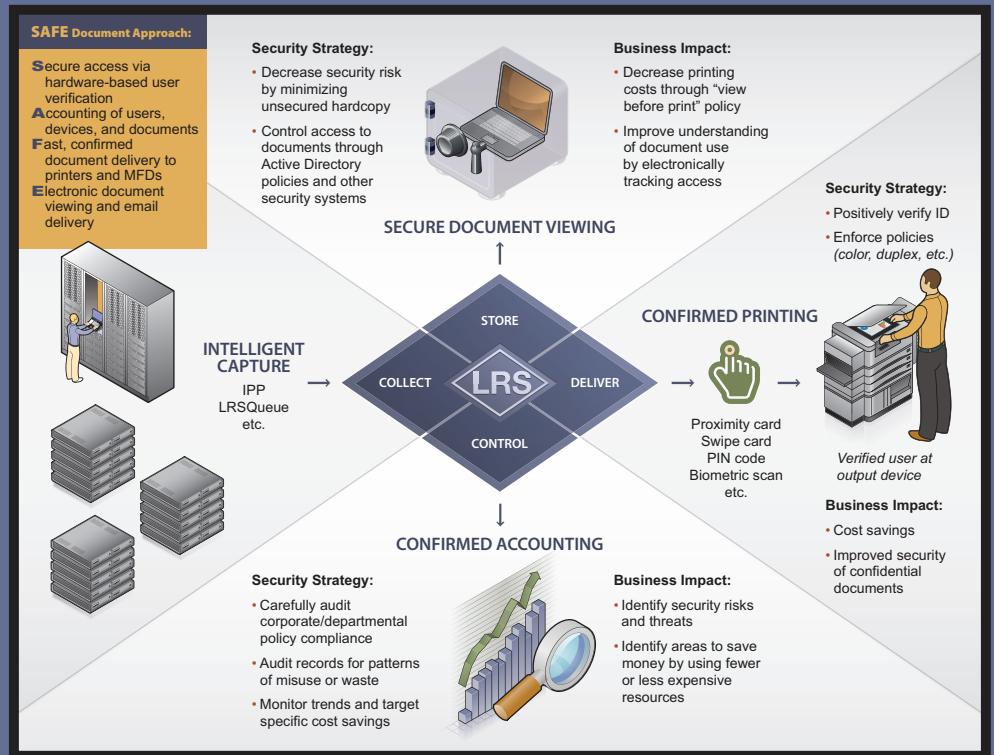 SAFE Document Approach:
Secure access via
hardware-based user
verification
Accounting of users,
devices, and documents
Fast, confirmed
document delivery to
printers and MFDs
Electronic document
viewing and email
delivery
Security Strategy:
• Decrease security risk
by minimizing
unsecured hardcopy
• Control access to
documents through
Active Directory
policies and other
security systems
Business Impact:
• Decrease printing
costs through “view
before print” policy
• Improve understanding
of document use
by electronically
tracking access
SECURE DOCUMENT VIEWING
Security Strategy:
• Positively verify ID
• Enforce policies
(color, duplex, etc.)
INTELLIGENT
CAPTURE
IPP
LRSQueue
etc.
STORE
COLLECT
LRS
DELIVER
CONTROL
CONFIRMED PRINTING
Proximity card
Swipe card
PIN code
Biometric scan
etc.
Verified user at
output device
Business Impact:
• Cost savings
• Improved security
of confidential
documents
CONFIRMED ACCOUNTING
Security Strategy:
• Carefully audit
corporate/departmental
policy compliance
• Audit records for patterns
of misuse or waste
• Monitor trends and target
specific cost savings
Business Impact:
• Identify security risks
and threats
• Identify areas to save
money by using fewer
or less expensive
resources